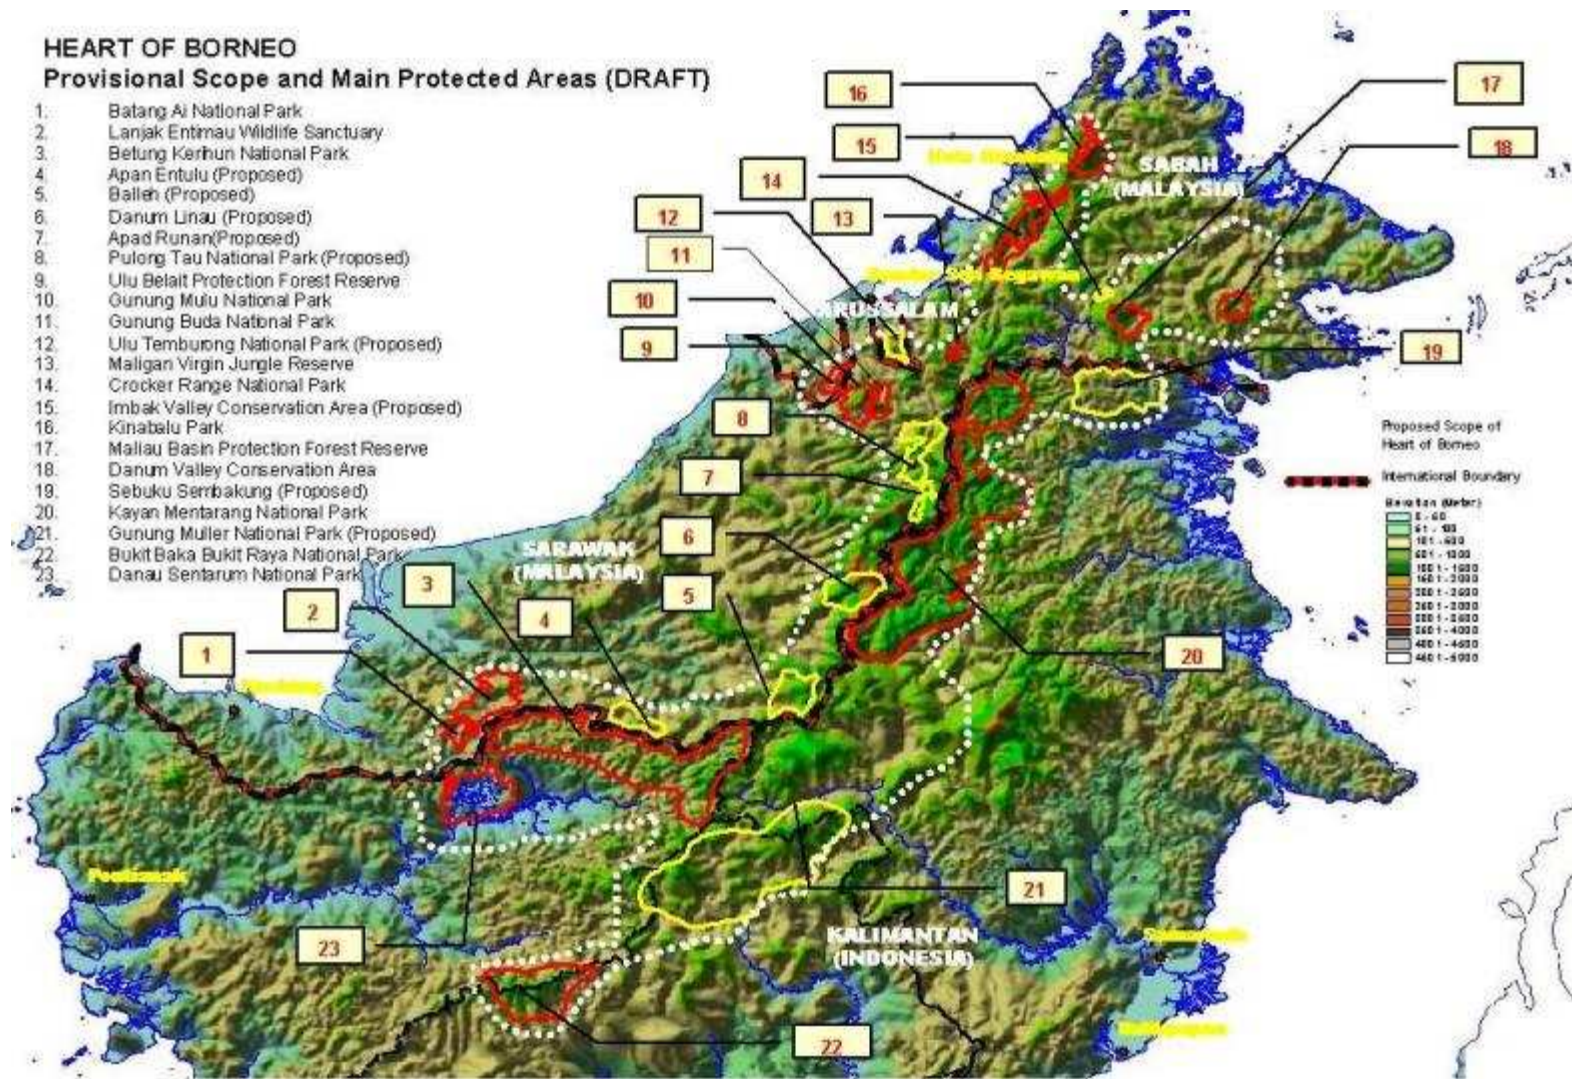 HEART OF BORNEO
Provisional Scope and Main Protected Areas (DRAFT)
1. Batang Ai National Park
2. Lanjak Entimau Wildlife Sanctuary
3. Betung Kerihun National Park
4. Apan Entulu (Proposed)
5. Balleh (Proposed)
6. Danum Linau (Proposed)
7. Apad Runan(Proposed)
8. Pulong Tau National Park (Proposed)
9. Ulu Belait Protection Forest Reserve
10. Gunung Mulu National Park
11. Gunung Buda National Park
12. Ulu Temburong National Park (Proposed)
13. Maligan Virgin Jungle Reserve
14. Crocker Range National Park
15. Imbak Valley Conservation Area (Proposed)
16. Kinabalu Park
17. Maliau Basin Protection Forest Reserve
18. Danum Valley Conservation Area
19. Sebuku Sembakung (Proposed)
20. Kayan Mentarang National Park
21. Gunung Muller National Park (Proposed)
22. Bukit Baka Bukit Raya National Park
23. Danau Sentarum National Park
16
17
15
18
14
12
13
11
10
9
19
8
7
6
5
4
3
2
1
20
21
22
23
SABAH
(MALAYSIA)
ARUSSALAM
SARAWAK
(MALAYSIA)
KALIMANTAN
(INDONESIA)
Pontianak
Proposed Scope of
Heart of Borneo
International Boundary